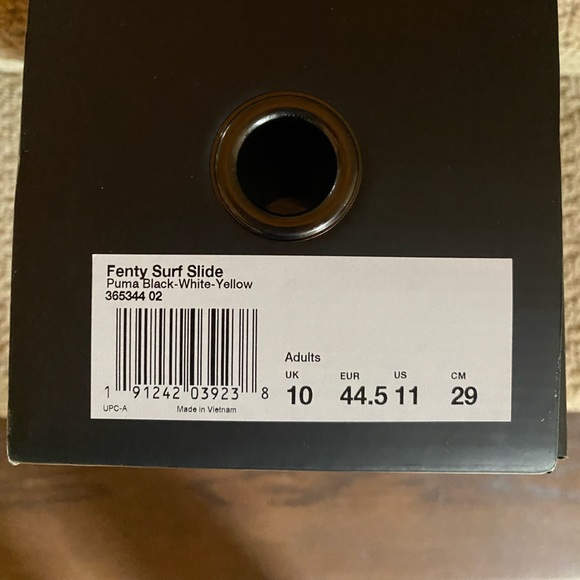 Fenty Surf Slide
Puma Black-White-Yellow
365344 02
1 91242 03923 8
UPC-A Made in Vietnam
Adults
UK EUR US CM
10 44.5 11 29